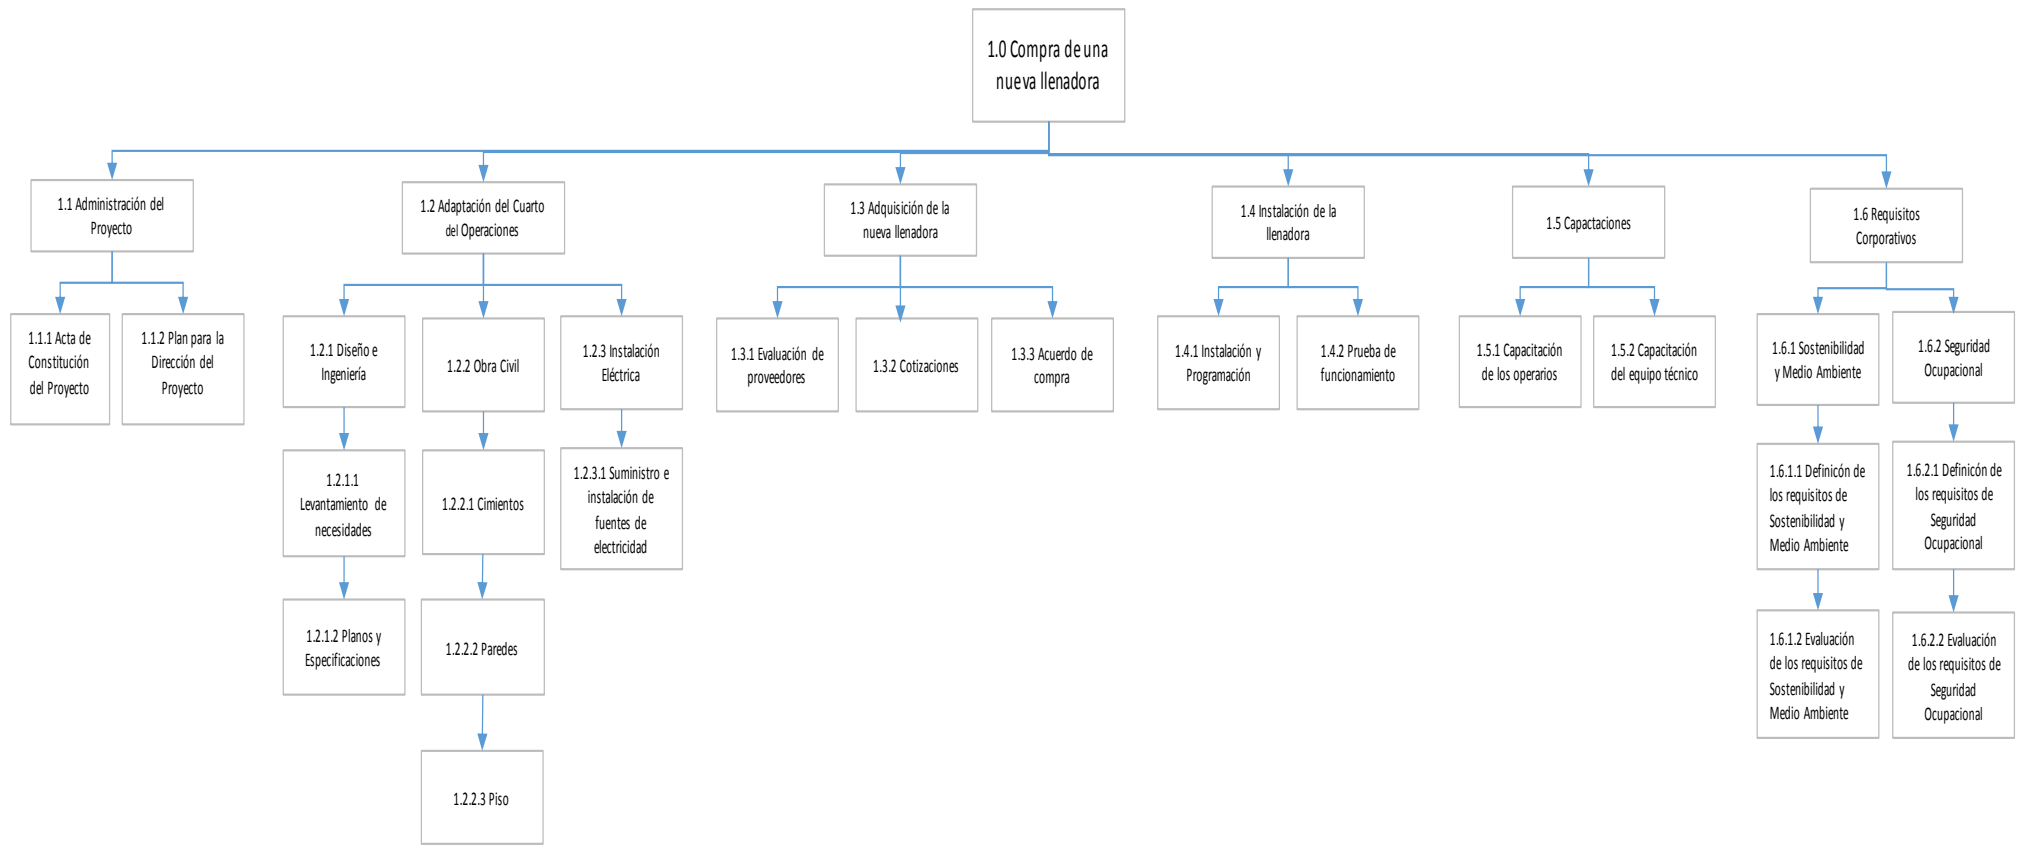 1.0 Compra de una
nueva llenadora
1.1 Administración del
Proyecto
1.2 Adaptación del Cuarto
del Operaciones
1.3 Adquisición de la
nueva llenadora
1.4 Instalación de la
llenadora
1.5 Capactaciones
1.6 Requisitos
Corporativos
1.1.1 Acta de
Constitución
del Proyecto
1.1.2 Plan para la
Dirección del
Proyecto
1.2.1 Diseño e
Ingeniería
1.2.2 Obra Civil
1.2.3 Instalación
Eléctrica
1.3.1 Evaluación de
proveedores
1.3.2 Cotizaciones
1.3.3 Acuerdo de
compra
1.4.1 Instalación y
Programación
1.4.2 Prueba de
funcionamiento
1.5.1 Capacitación
de los operarios
1.5.2 Capacitación
del equipo técnico
1.6.1 Sostenibilidad
y Medio Ambiente
1.6.2 Seguridad
Ocupacional
1.2.1.1
Levantamiento de
necesidades
1.2.2.1 Cimientos
1.2.3.1 Suministro e
instalación de
fuentes de
electricidad
1.6.1.1 Definicón de
los requisitos de
Sostenibilidad y
Medio Ambiente
1.6.2.1 Definicón de
los requisitos de
Seguridad
Ocupacional
1.2.1.2 Planos y
Especificaciones
1.2.2.2 Paredes
1.6.1.2 Evaluación
de los requisitos de
Sostenibilidad y
Medio Ambiente
1.6.2.2 Evaluación
de los requisitos de
Seguridad
Ocupacional
1.2.2.3 Piso